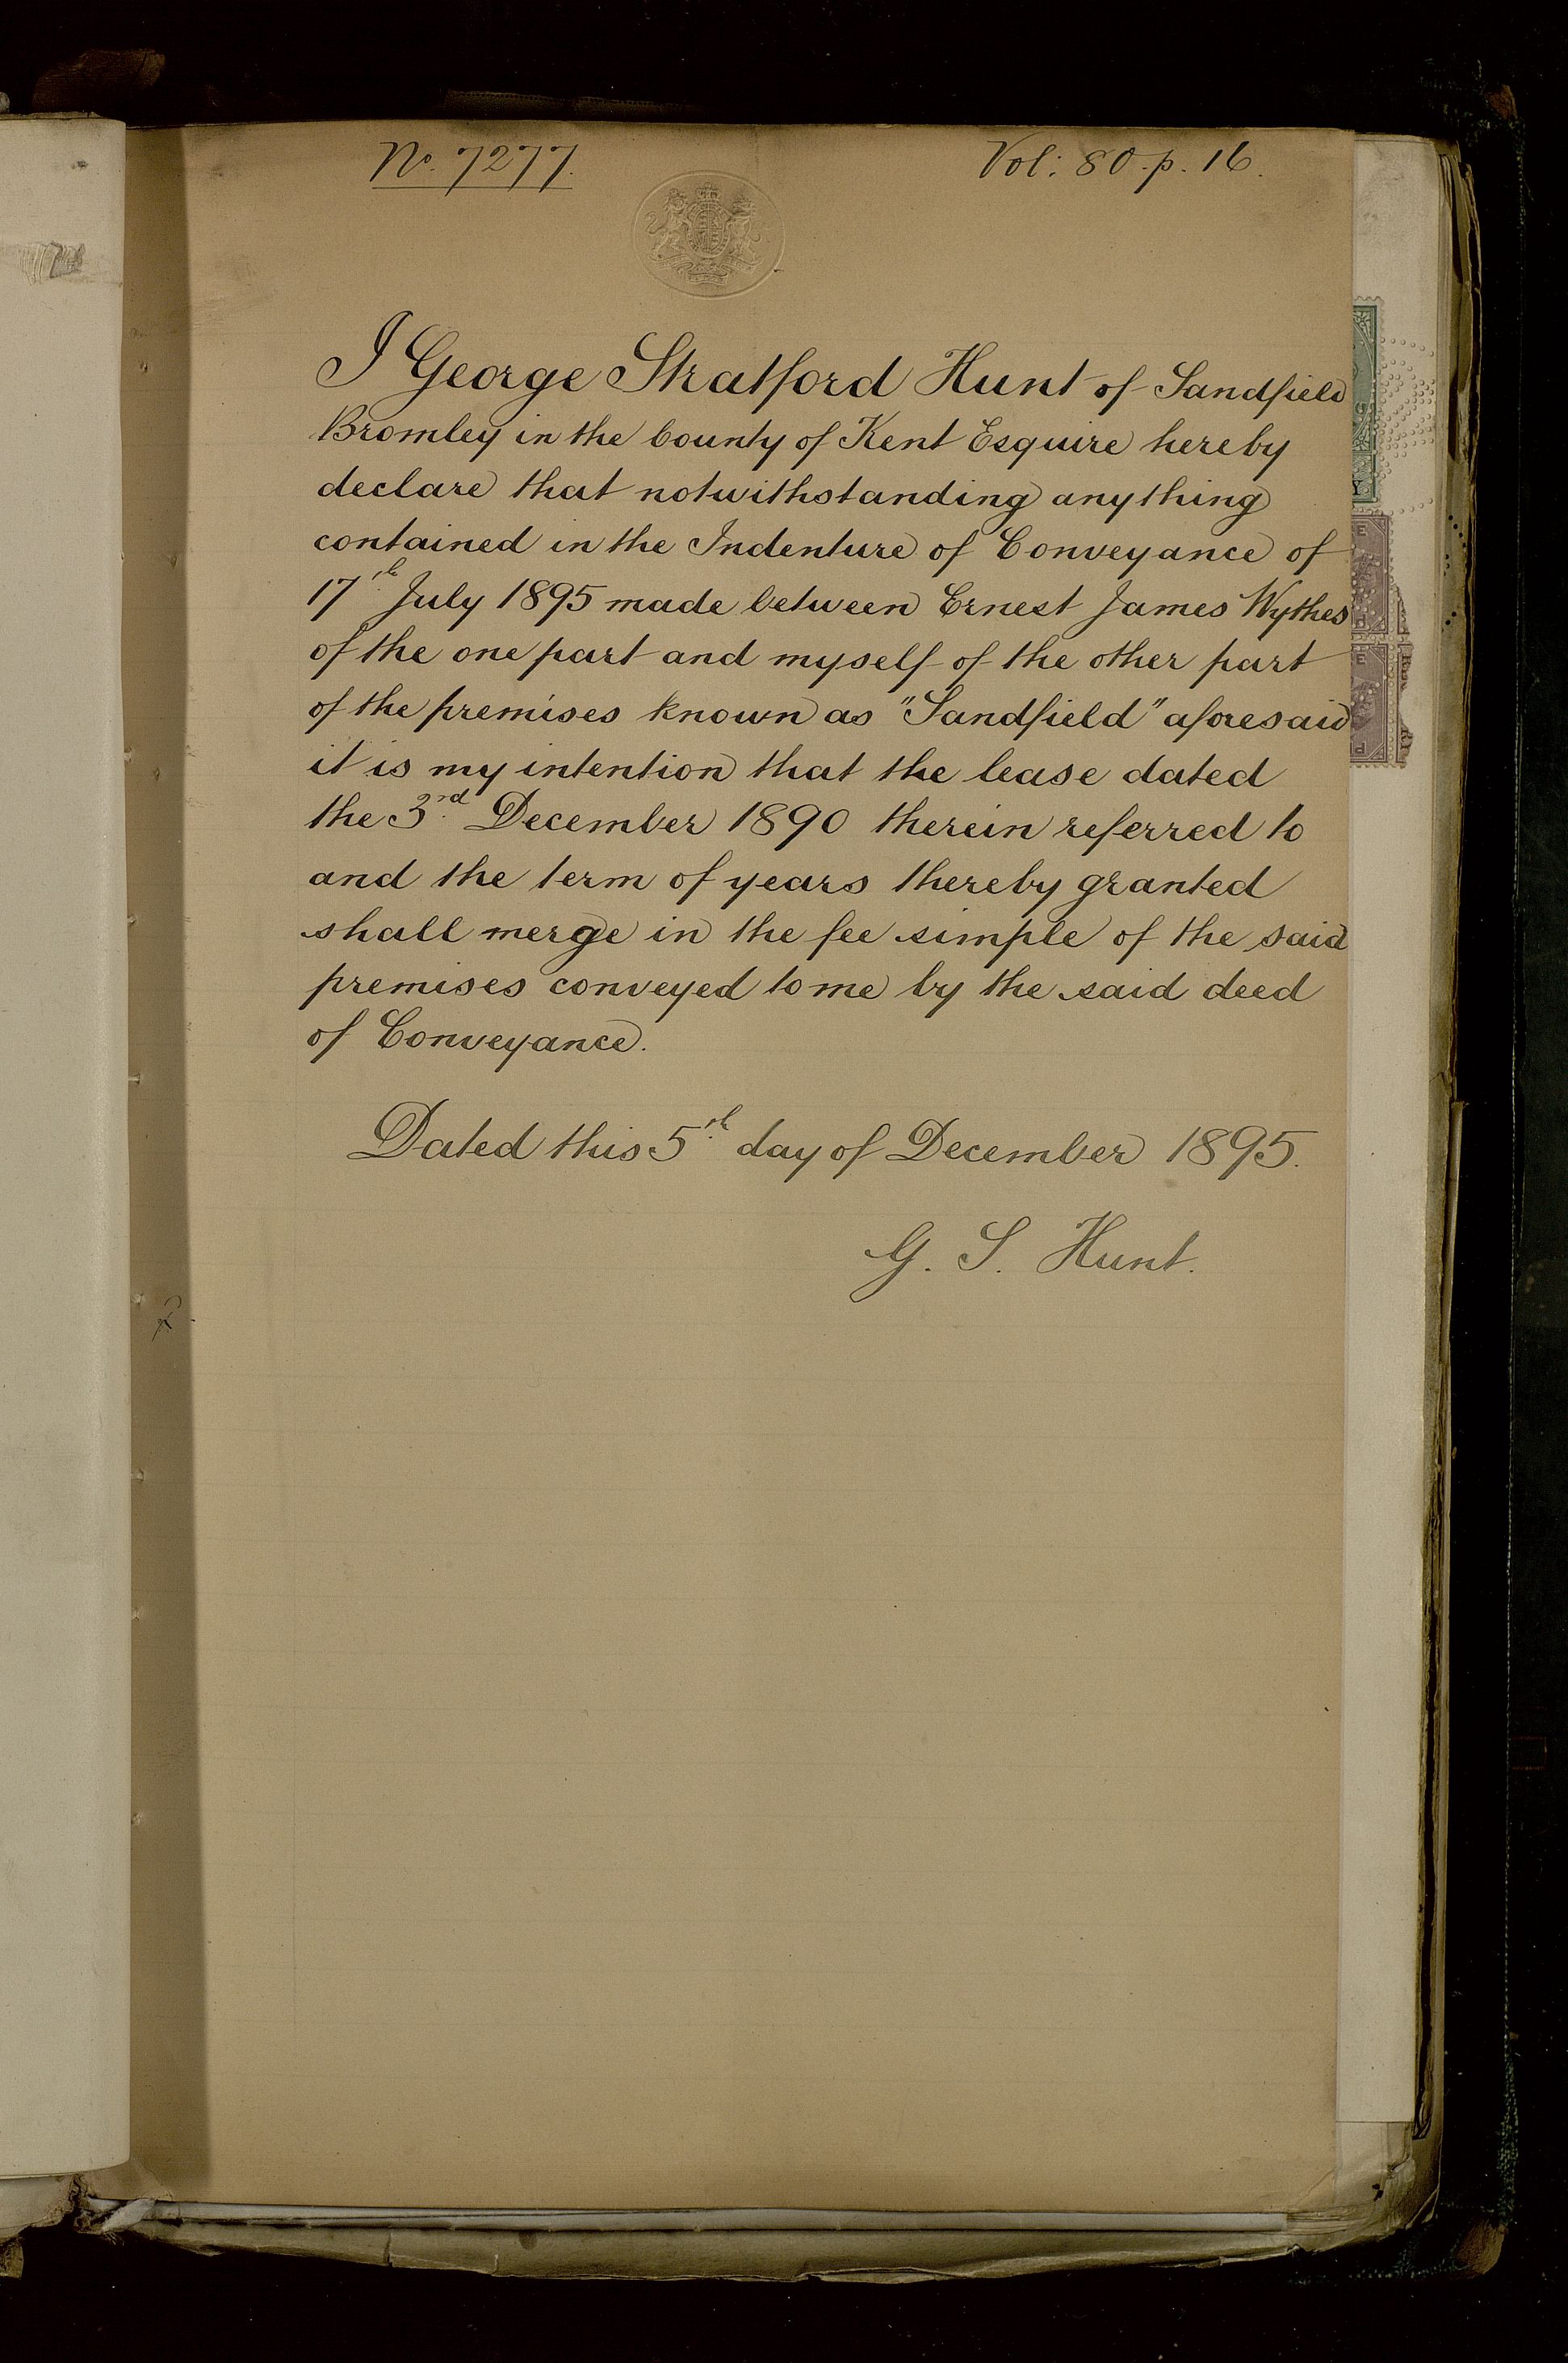 No. 7277.
Vol: 80. p. 16.
I George Stratford Hunt of Sandfield
Bromley in the County of Kent Esquire hereby
declare that notwithstanding anything
contained in the Indenture of Conveyance of
17th July 1895 made between Ernest James Wythes
of the one part and myself of the other part
of the premises known as "Sandfield" aforesaid
it is my intention that the lease dated
the 3rd December 1890 therein referred to
and the term of years thereby granted
shall merge in the fee simple of the said
premises conveyed to me by the said deed
of Conveyance.
Dated this 5th day of December 1895.
G. S. Hunt.